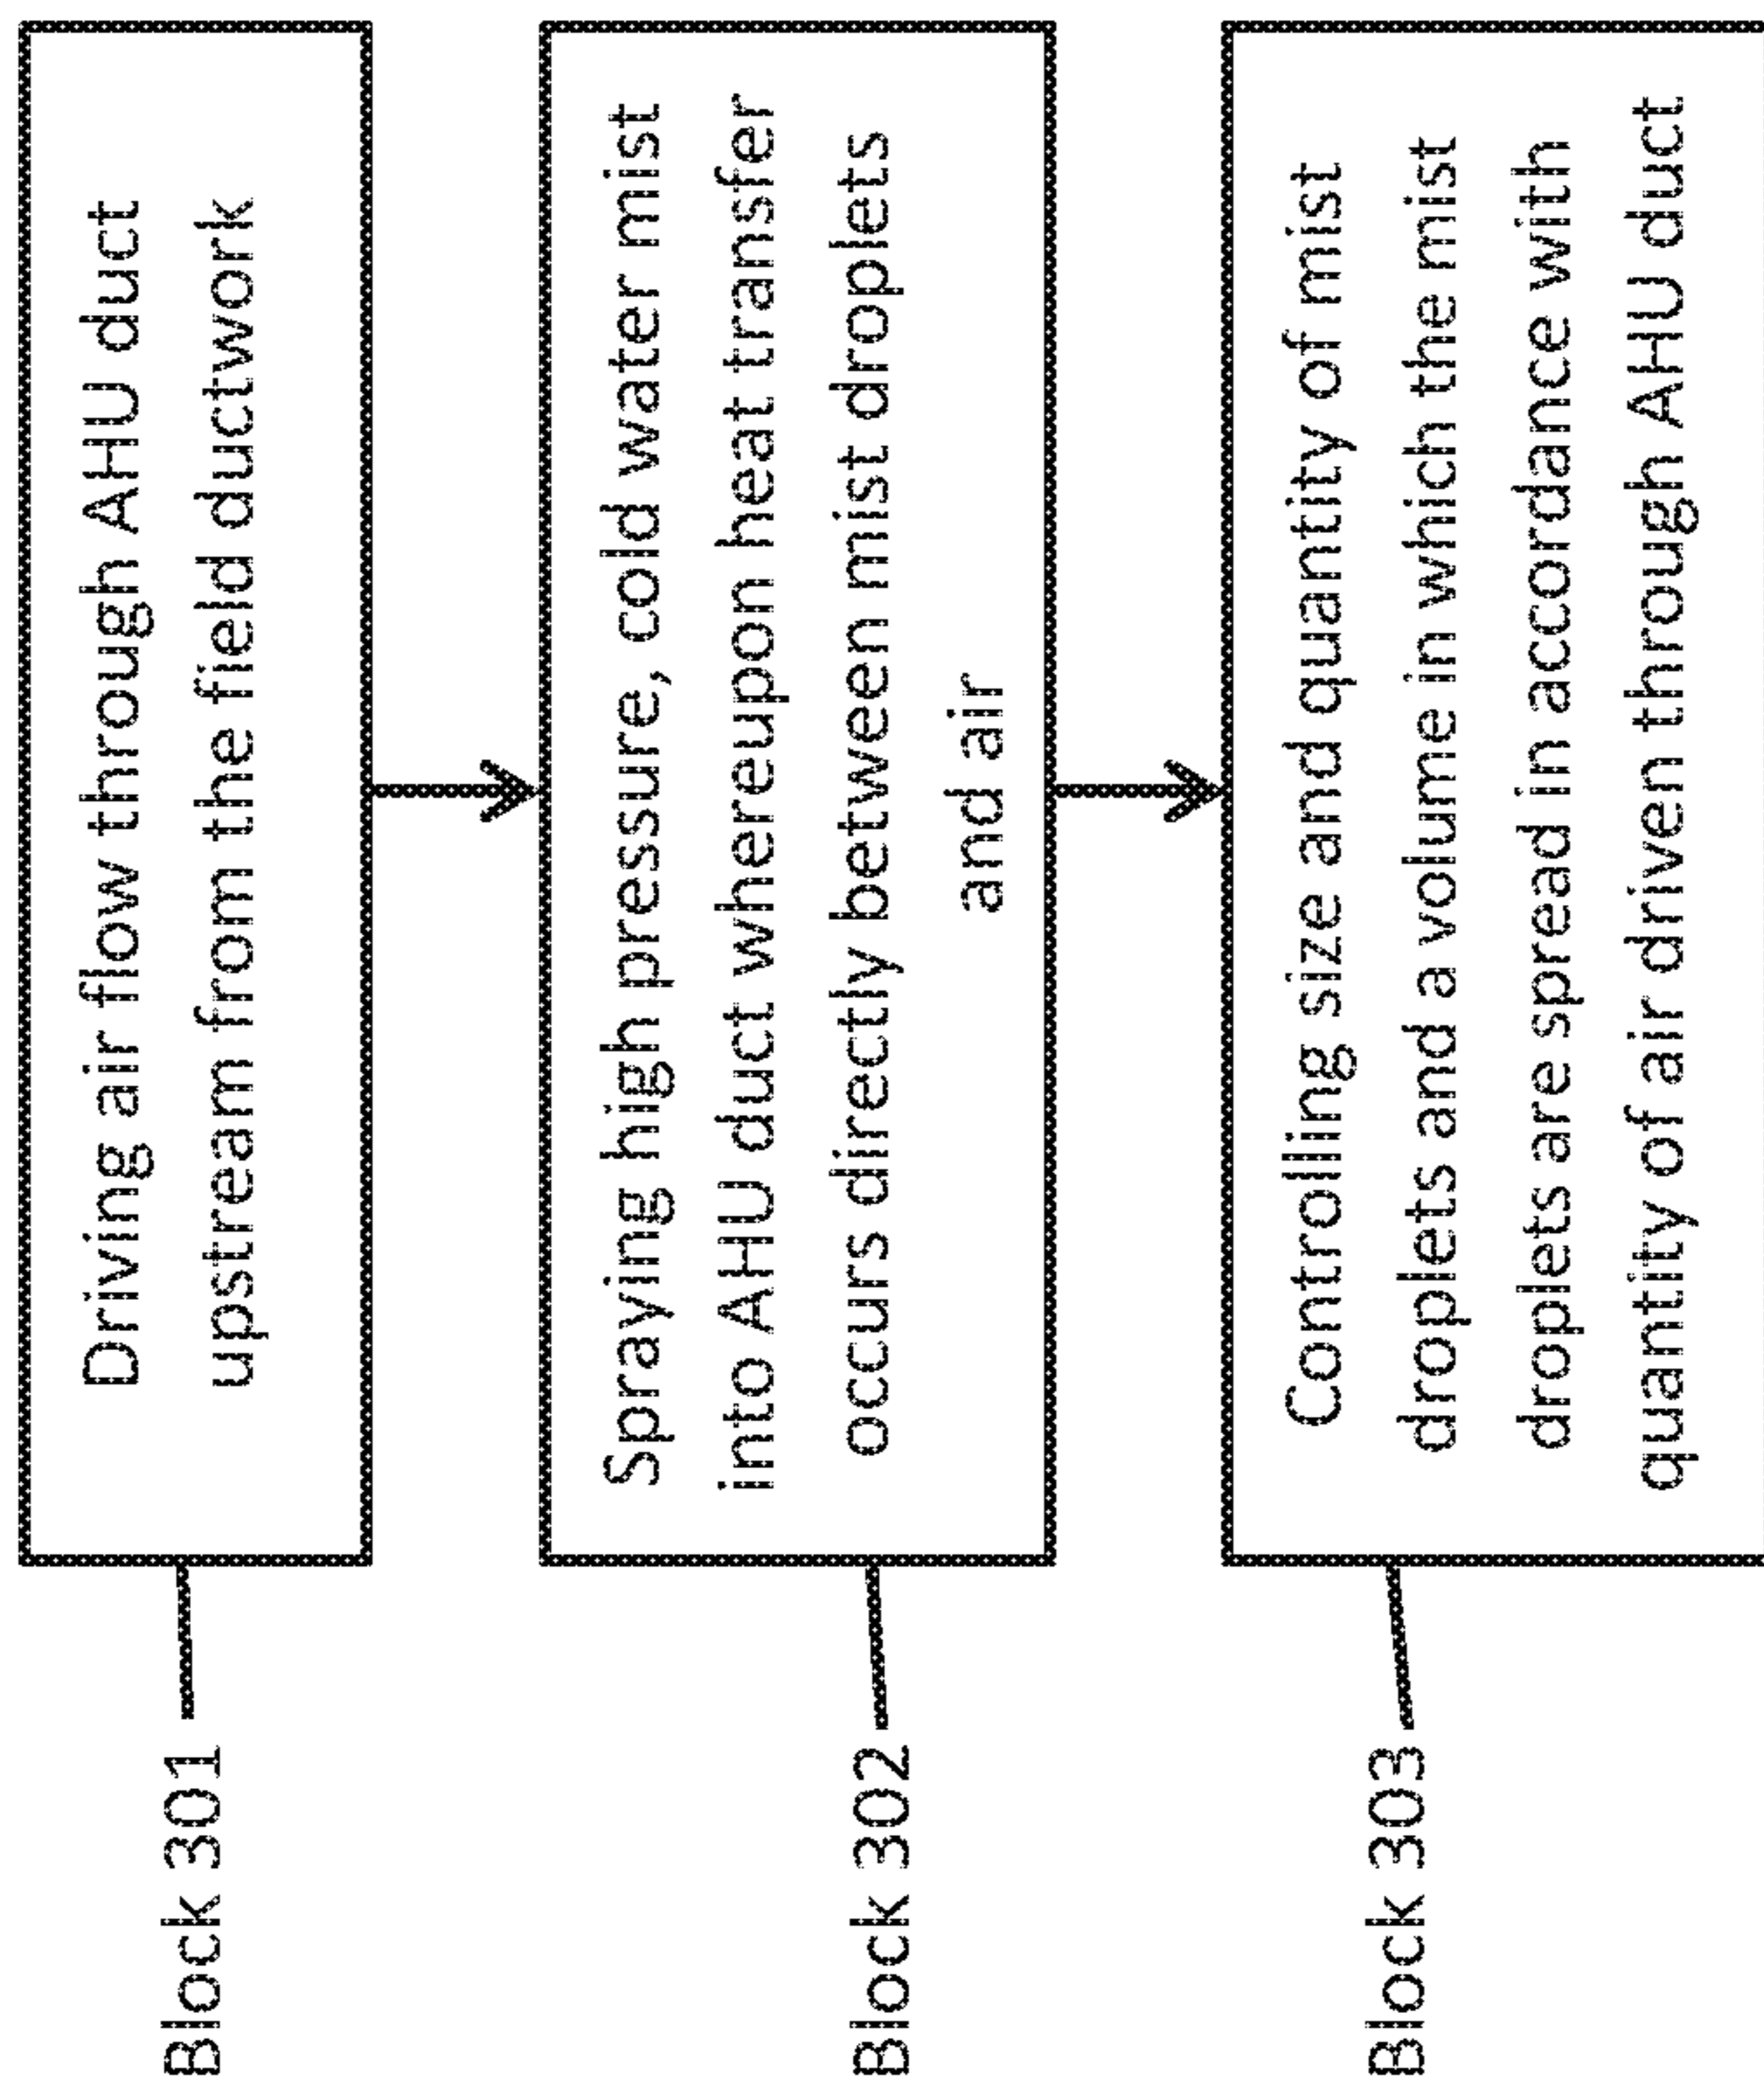 Block 301
Driving air flow through AHU duct
upstream from the field ductwork
Block 302
Spraying high pressure, cold water mist
into AHU duct whereupon heat transfer
occurs directly between mist droplets
and air
Block 303
Controlling size and quantity of mist
droplets and a volume in which the mist
droplets are spread in accordance with
quantity of air driven through AHU duct